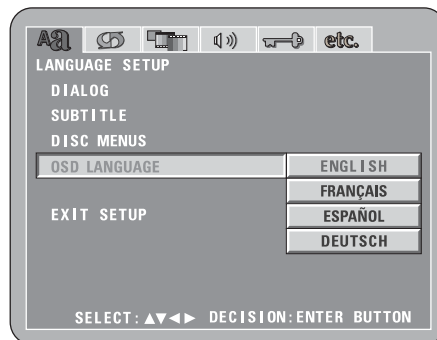 Aa etc.
LANGUAGE SETUP
DIALOG
SUBTITLE
DISC MENUS
OSD LANGUAGE ENGLISH
FRANÇAIS
EXIT SETUP ESPAÑOL
DEUTSCH
SELECT:▲▼◄► DECISION:ENTER BUTTON